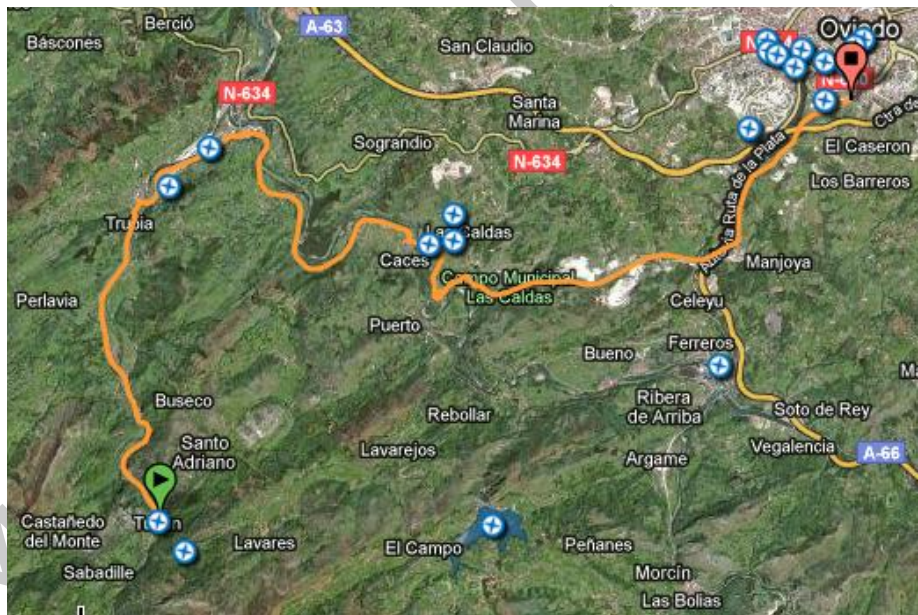 Berció
A-63
Oviedo
Báscones
San Claudio
N-634
Santa
Marina
Ctra de
Sograndio
N-634
El Caseron
Los Barreros
Autovía Ruta de la Plata
Trubia
Las Caldas
Caces
Manjoya
Campo Municipal
Las Caldas
Perlavia
Celeyu
Puerto
Ferreros
Bueno
Buseco
Ribera
de Arriba
Soto de Rey
Rebollar
Santo
Adriano
Lavarejos
Vegalencia
A-66
Argame
Castañedo
del Monte
Tuñón
Lavares
El Campo
Peñanes
Sabadille
Morcín
Las Bolias